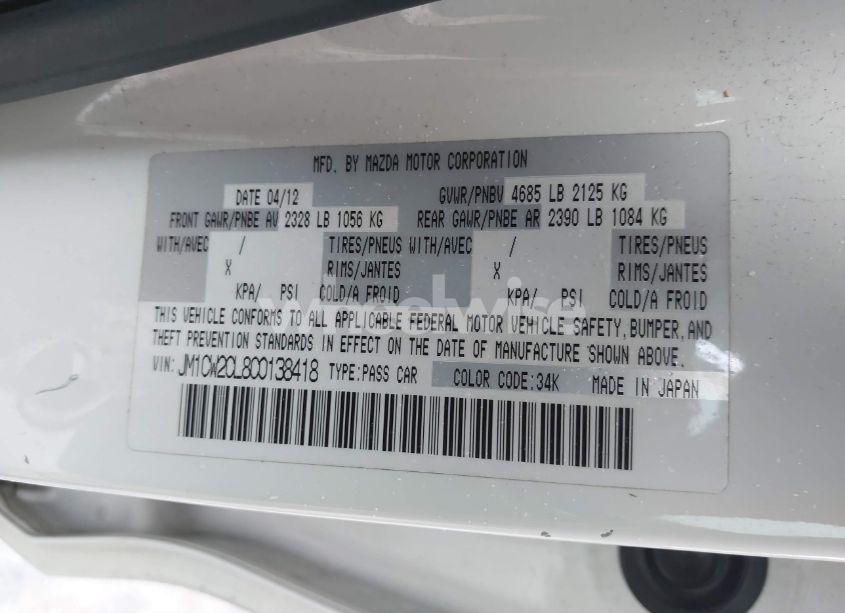 MFD. BY MAZDA MOTOR CORPORATION
DATE 04/12 GVWR/PNBV 4685 LB 2125 KG
FRONT GAWR/PNBE AV 2328 LB 1056 KG REAR GAWR/PNBE AR 2390 LB 1084 KG
WITH/AVEC / TIRES/PNEUS WITH/AVEC / TIRES/PNEUS
X RIMS/JANTES X RIMS/JANTES
KPA/ PSI COLD/A FROID KPA/ PSI COLD/A FROID
THIS VEHICLE CONFORMS TO ALL APPLICABLE FEDERAL MOTOR VEHICLE SAFETY, BUMPER, AND
THEFT PREVENTION STANDARDS IN EFFECT ON THE DATE OF MANUFACTURE SHOWN ABOVE.
VIN: JM1CW2CL8C0138418 TYPE:PASS CAR COLOR CODE:34K MADE IN JAPAN